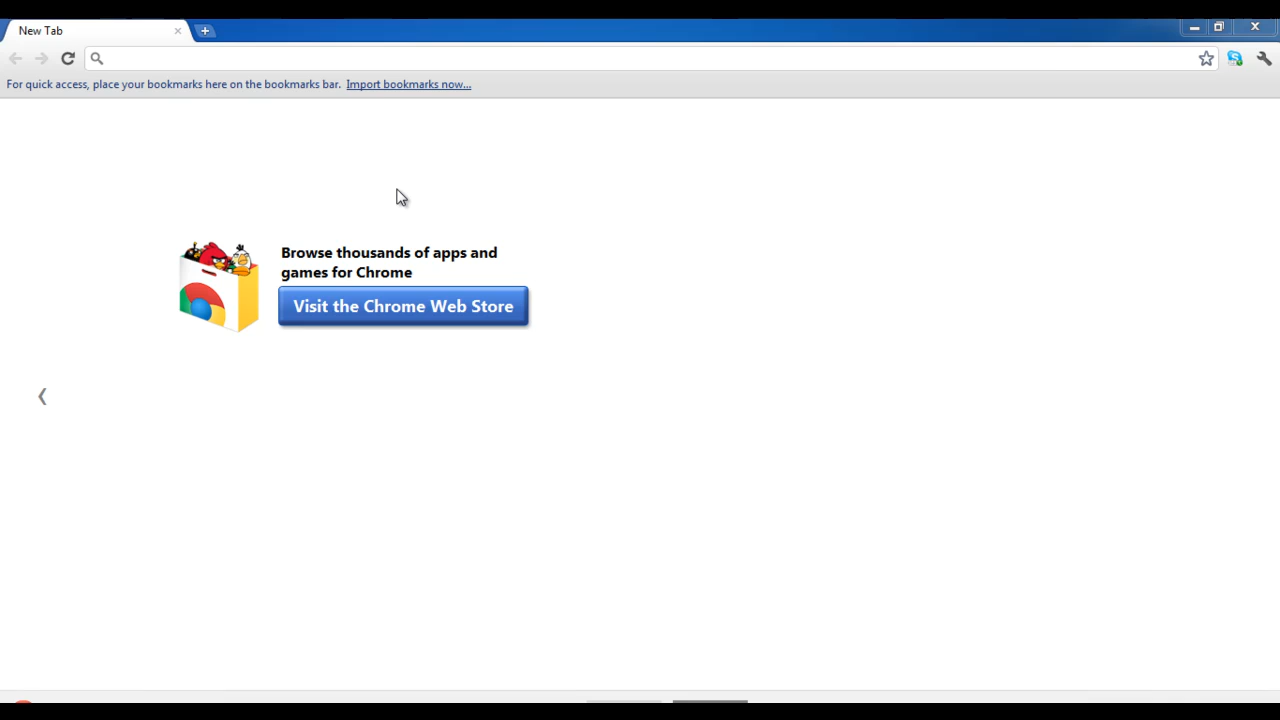 New Tab
For quick access, place your bookmarks here on the bookmarks bar. Import bookmarks now...
Browse thousands of apps and
games for Chrome
Visit the Chrome Web Store